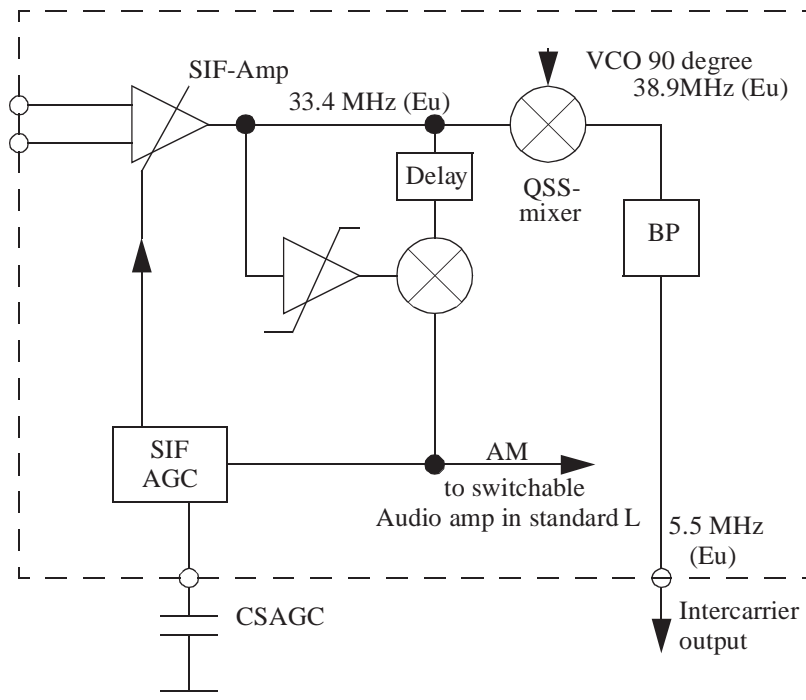 SIF-Amp
33.4 MHz (Eu)
VCO 90 degree
38.9MHz (Eu)
Delay
QSS-
mixer
BP
SIF
AGC
AM
to switchable
Audio amp in standard L
5.5 MHz
(Eu)
CSAGC
Intercarrier
output